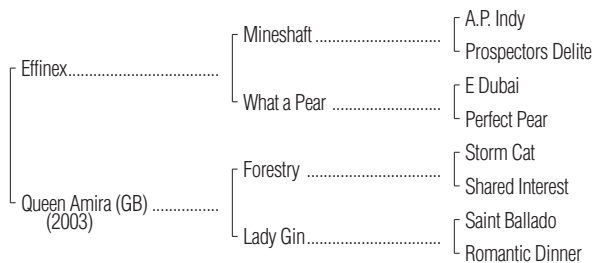 A.P. Indy
Mineshaft
Prospectors Delite
Effinex
E Dubai
What a Pear
Perfect Pear
Storm Cat
Forestry
Shared Interest
Queen Amira (GB)
(2003)
Saint Ballado
Lady Gin
Romantic Dinner